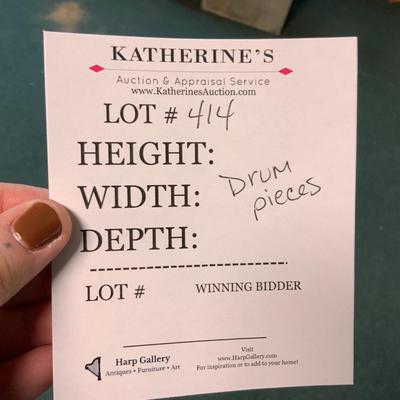 KATHERINE'S
Auction & Appraisal Service
www.KatherinesAuction.com
LOT # 414
HEIGHT:
WIDTH: Drum
pieces
DEPTH:
LOT # WINNING BIDDER
Harp Gallery
Antiques • Furniture • Art
Visit
www.HarpGallery.com
For inspiration or to add to your home!